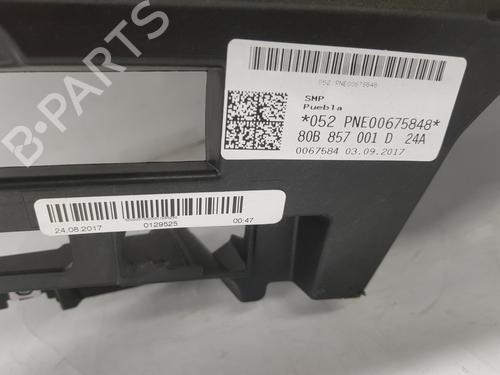 052 PNE00675848
SMP
Puebla
*052 PNE00675848*
80B 857 001 D 24A
0067584 03.09.2017
24.08.2017 0129525 00:47
B-PARTS